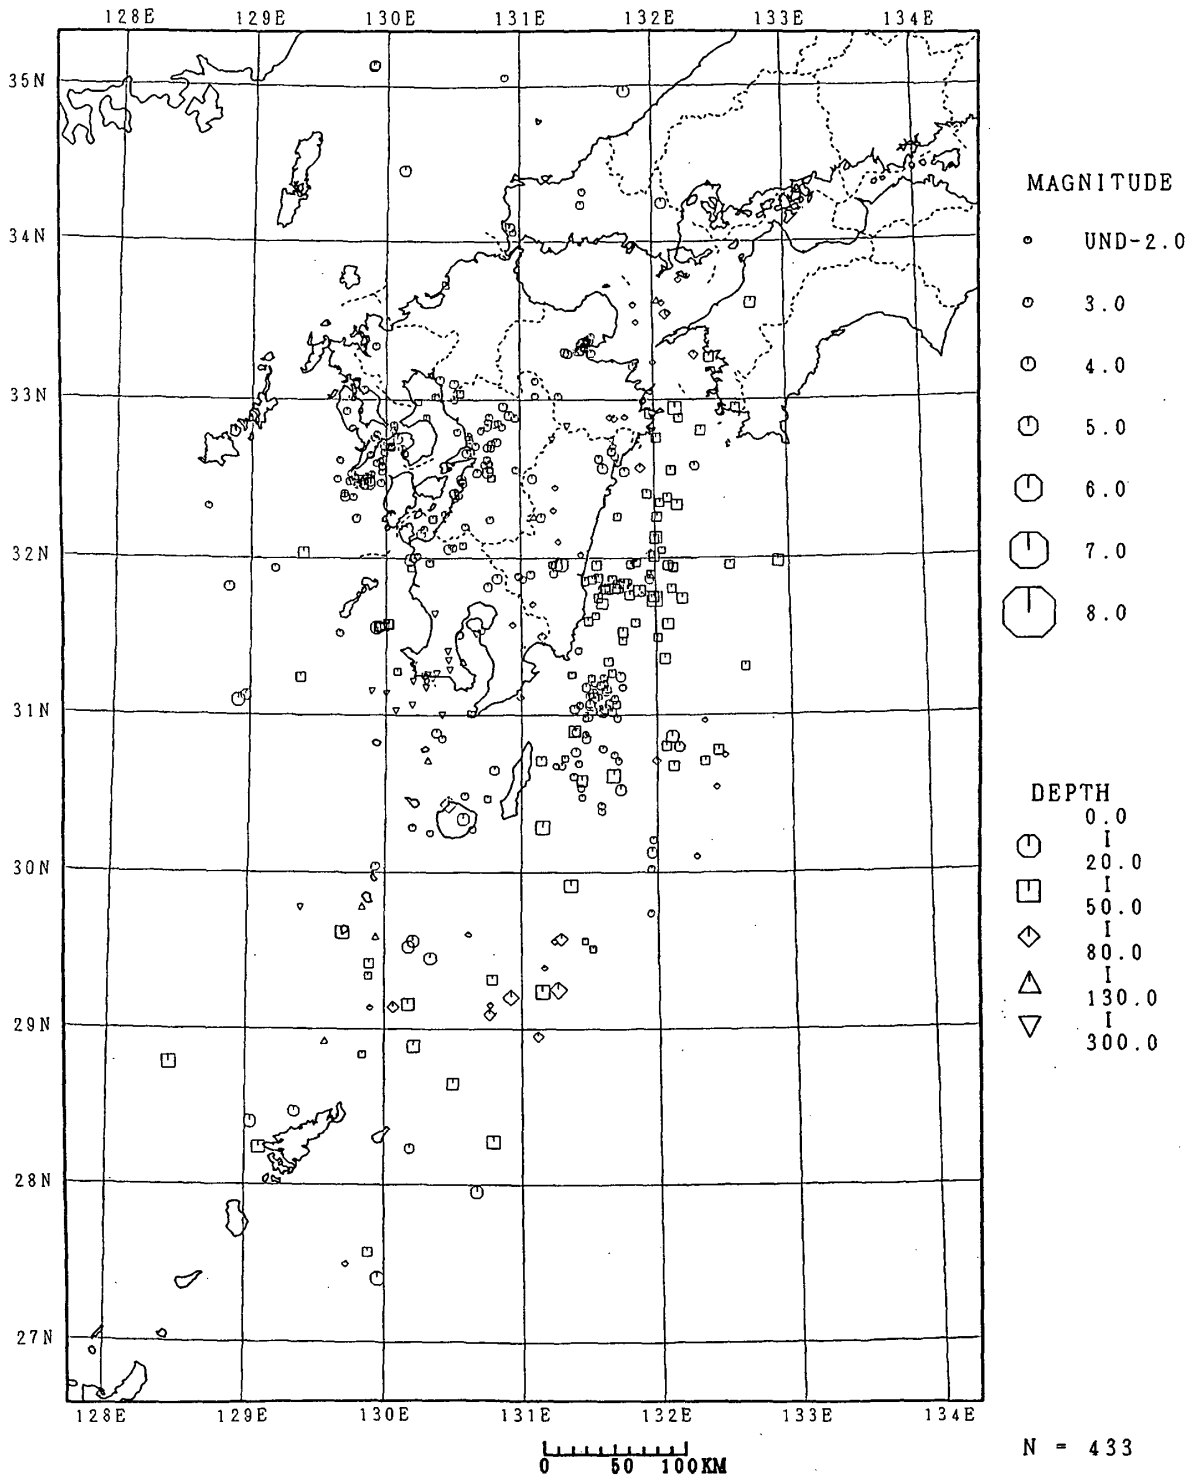 128E 129E 130E 131E 132E 133E 134E
35N
34N
33N
32N
31N
30N
29N
28N
27N
128E 129E 130E 131E 132E 133E 134E
0 50 100KM
MAGNITUDE
UND-2.0
3.0
4.0
5.0
6.0
7.0
8.0
DEPTH
0.0
I
20.0
I
50.0
I
80.0
I
130.0
I
300.0
N = 433